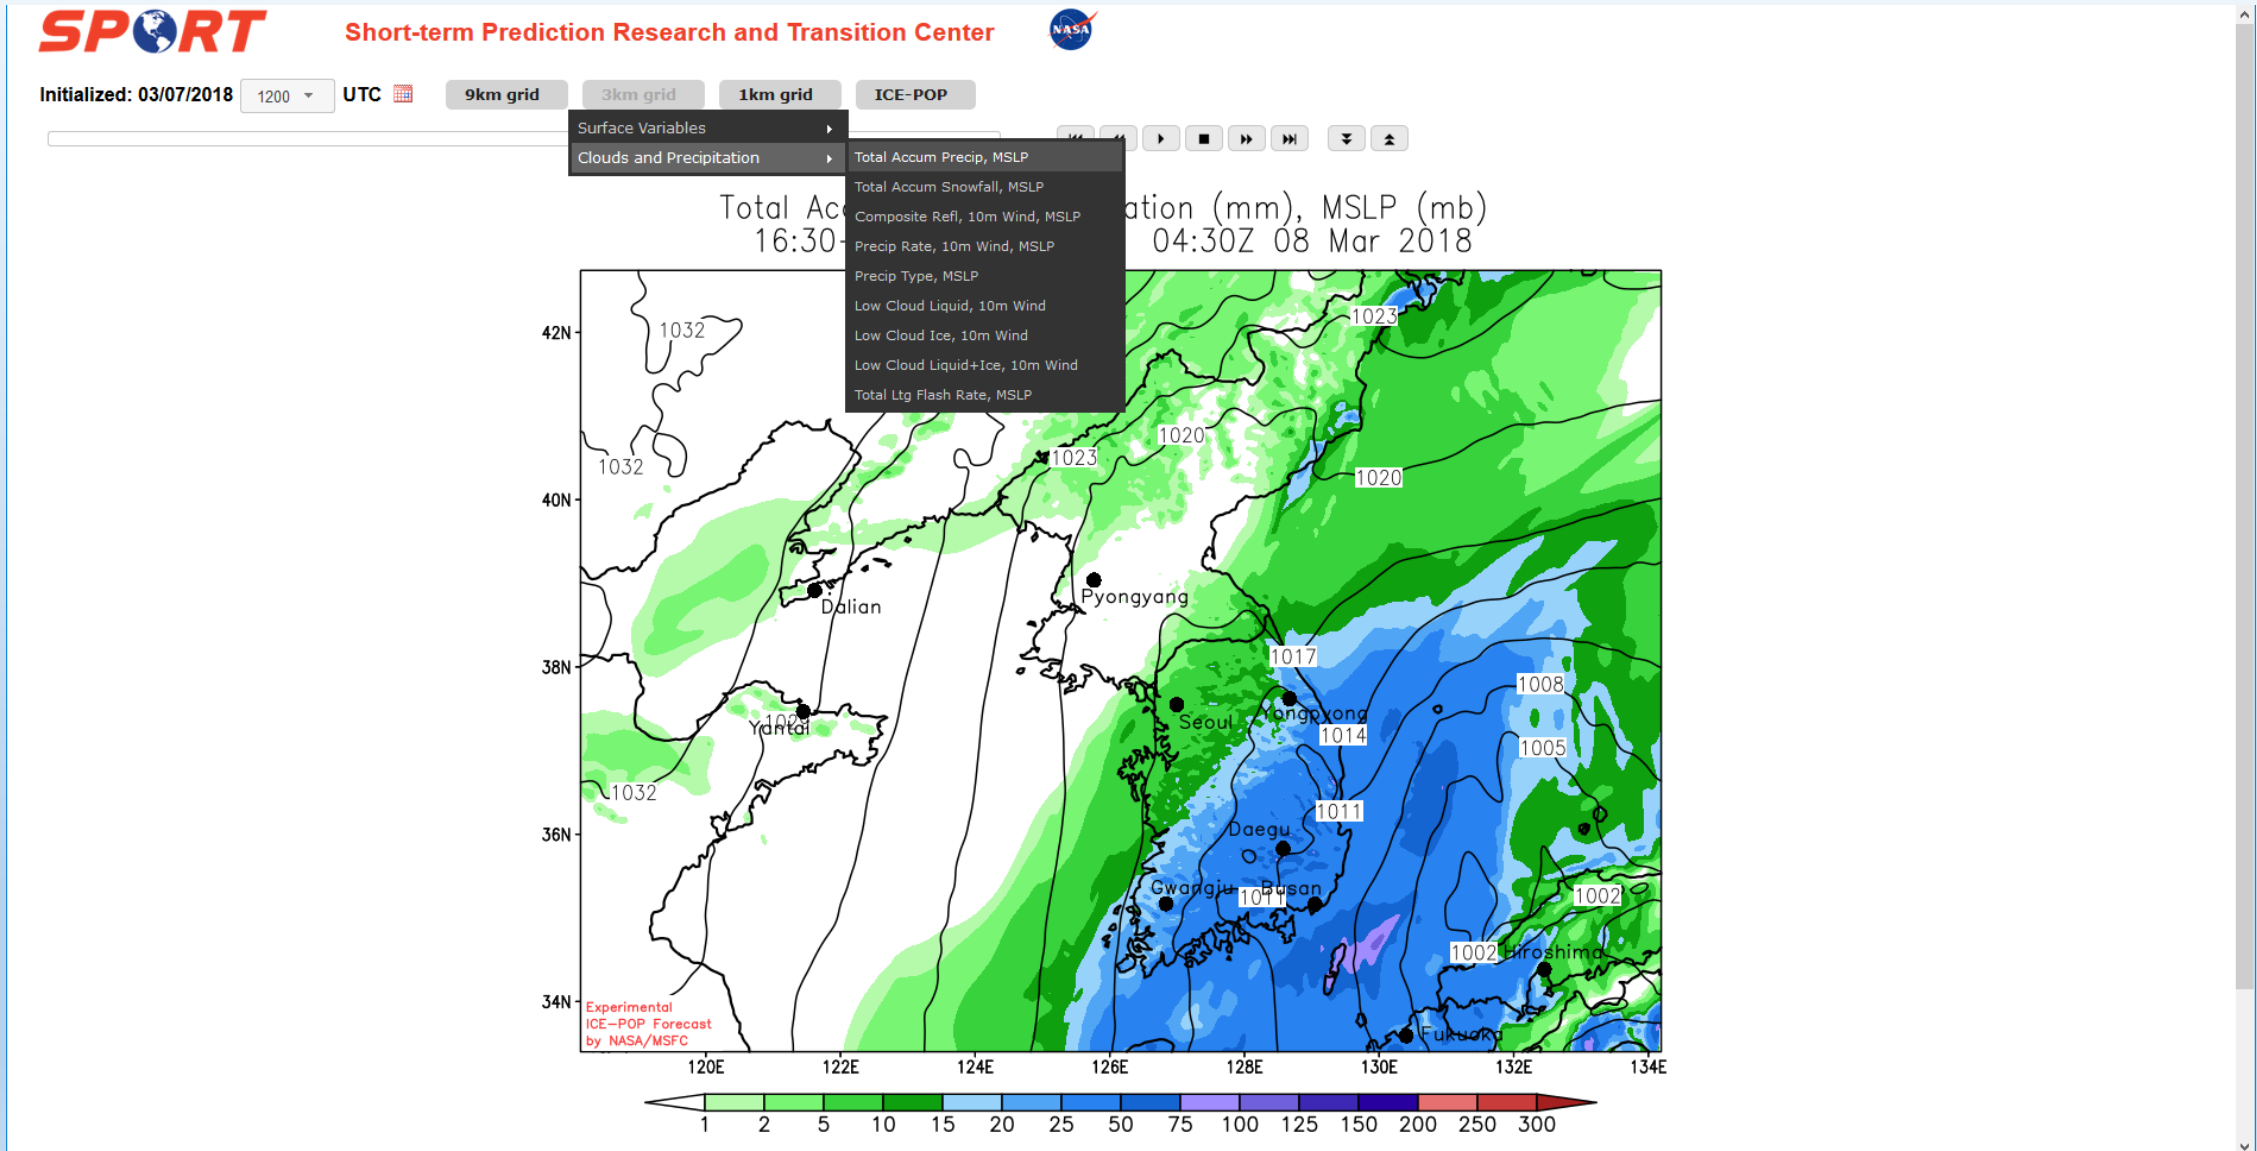 SPORT
Short-term Prediction Research and Transition Center
NASA
Initialized: 03/07/2018
1200
UTC
9km grid
3km grid
1km grid
ICE-POP
Surface Variables
Clouds and Precipitation
Total Accum Precip, MSLP
Total Accum Snowfall, MSLP
Composite Refl, 10m Wind, MSLP
Precip Rate, 10m Wind, MSLP
Precip Type, MSLP
Low Cloud Liquid, 10m Wind
Low Cloud Ice, 10m Wind
Low Cloud Liquid+Ice, 10m Wind
Total Ltg Flash Rate, MSLP
Total Ac ation (mm), MSLP (mb)
16:30 04:30Z 08 Mar 2018
42N
40N
38N
36N
34N
1032
1023
1020
1032
1023
1020
Pyongyang
Dalian
1017
1008
Seoul
Yongpyong
1029
Yantai
1014
1005
1032
1011
Daegu
Gwangju
Busan
1011
1002
1002
Hiroshima
Fukuoka
Experimental
ICE-POP Forecast
by NASA/MSFC
120E 122E 124E 126E 128E 130E 132E 134E
1 2 5 10 15 20 25 50 75 100 125 150 200 250 300